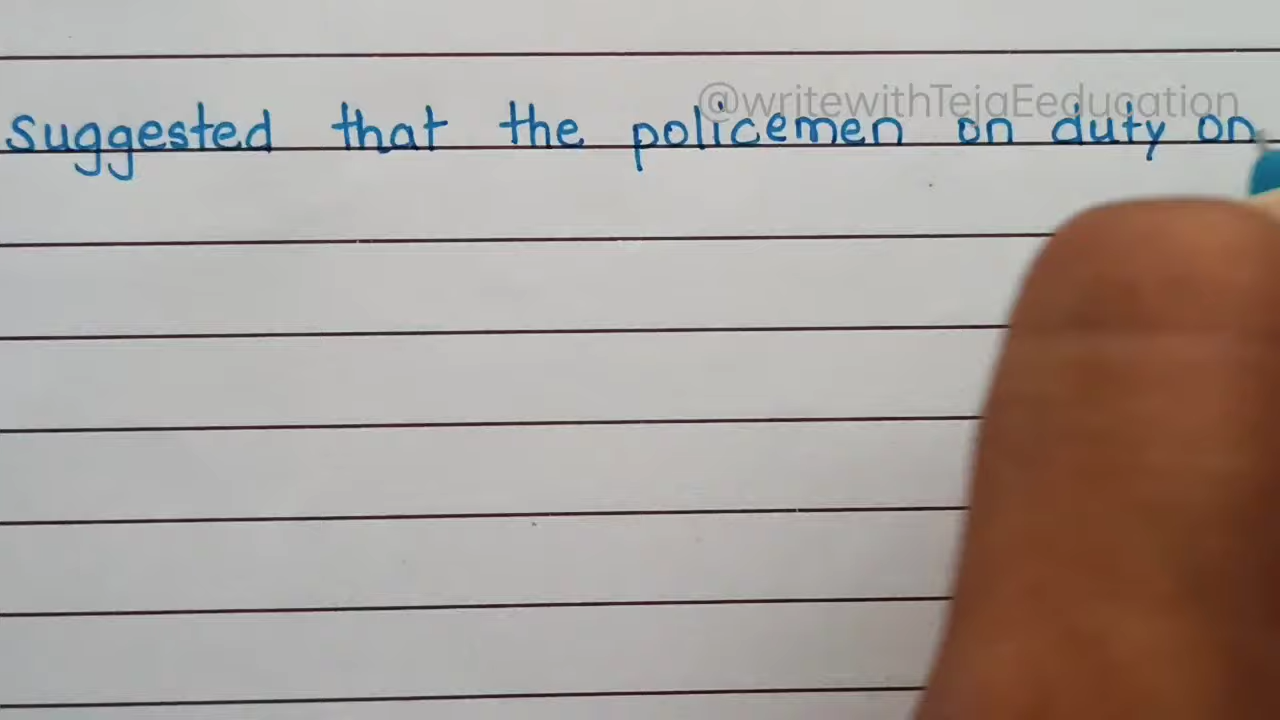 @writewithTejaEeducation
suggested that the policemen on duty on